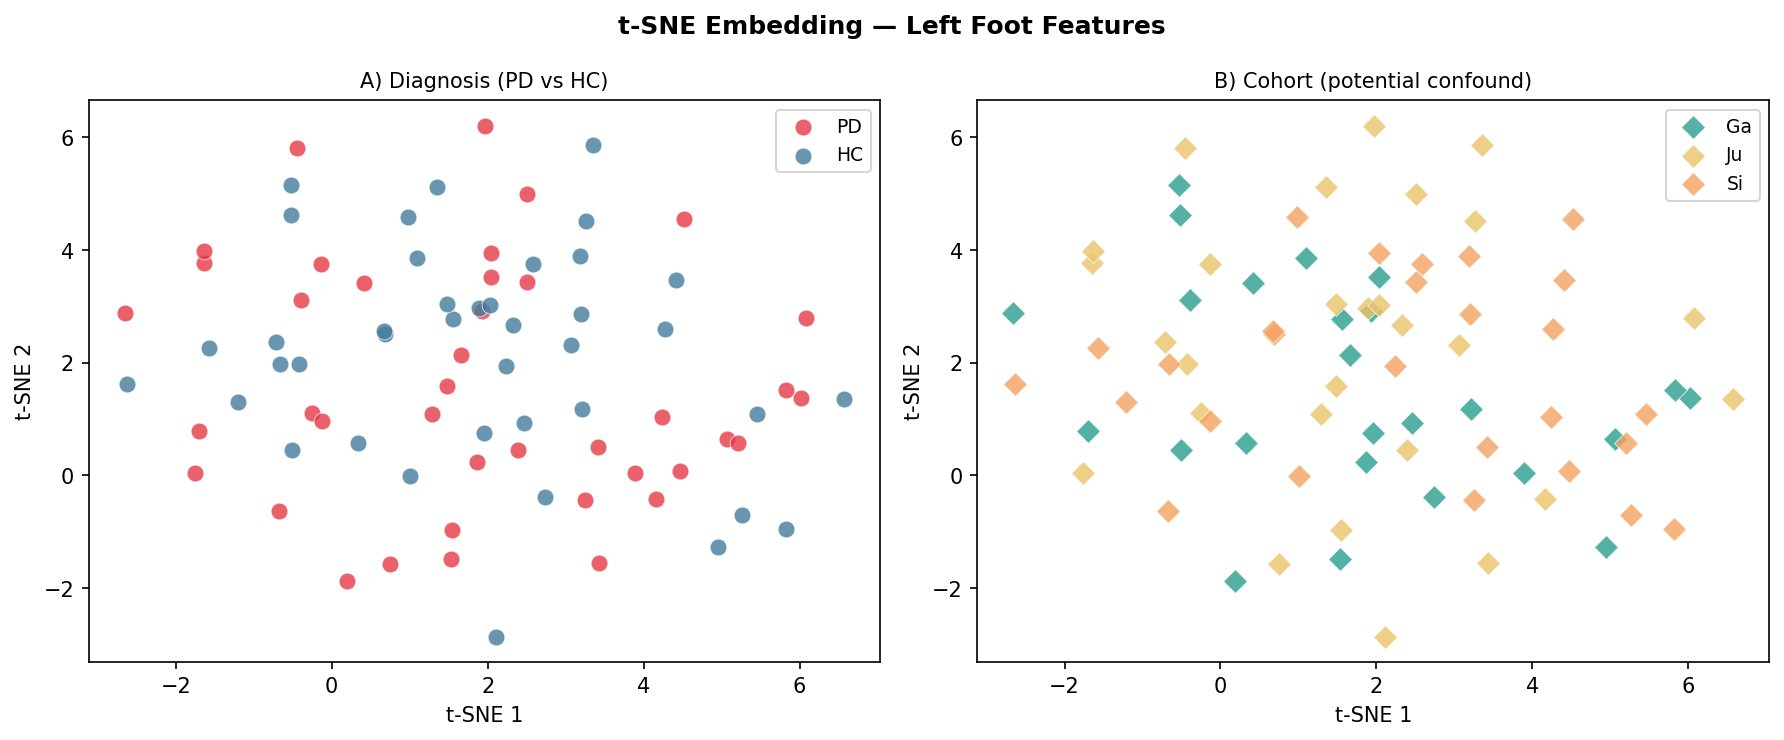 t-SNE Embedding — Left Foot Features
A) Diagnosis (PD vs HC)
PD
HC
6
4
2
0
−2
−2
0
2
4
6
t-SNE 2
t-SNE 1
B) Cohort (potential confound)
Ga
Ju
Si
6
4
2
0
−2
−2
0
2
4
6
t-SNE 2
t-SNE 1